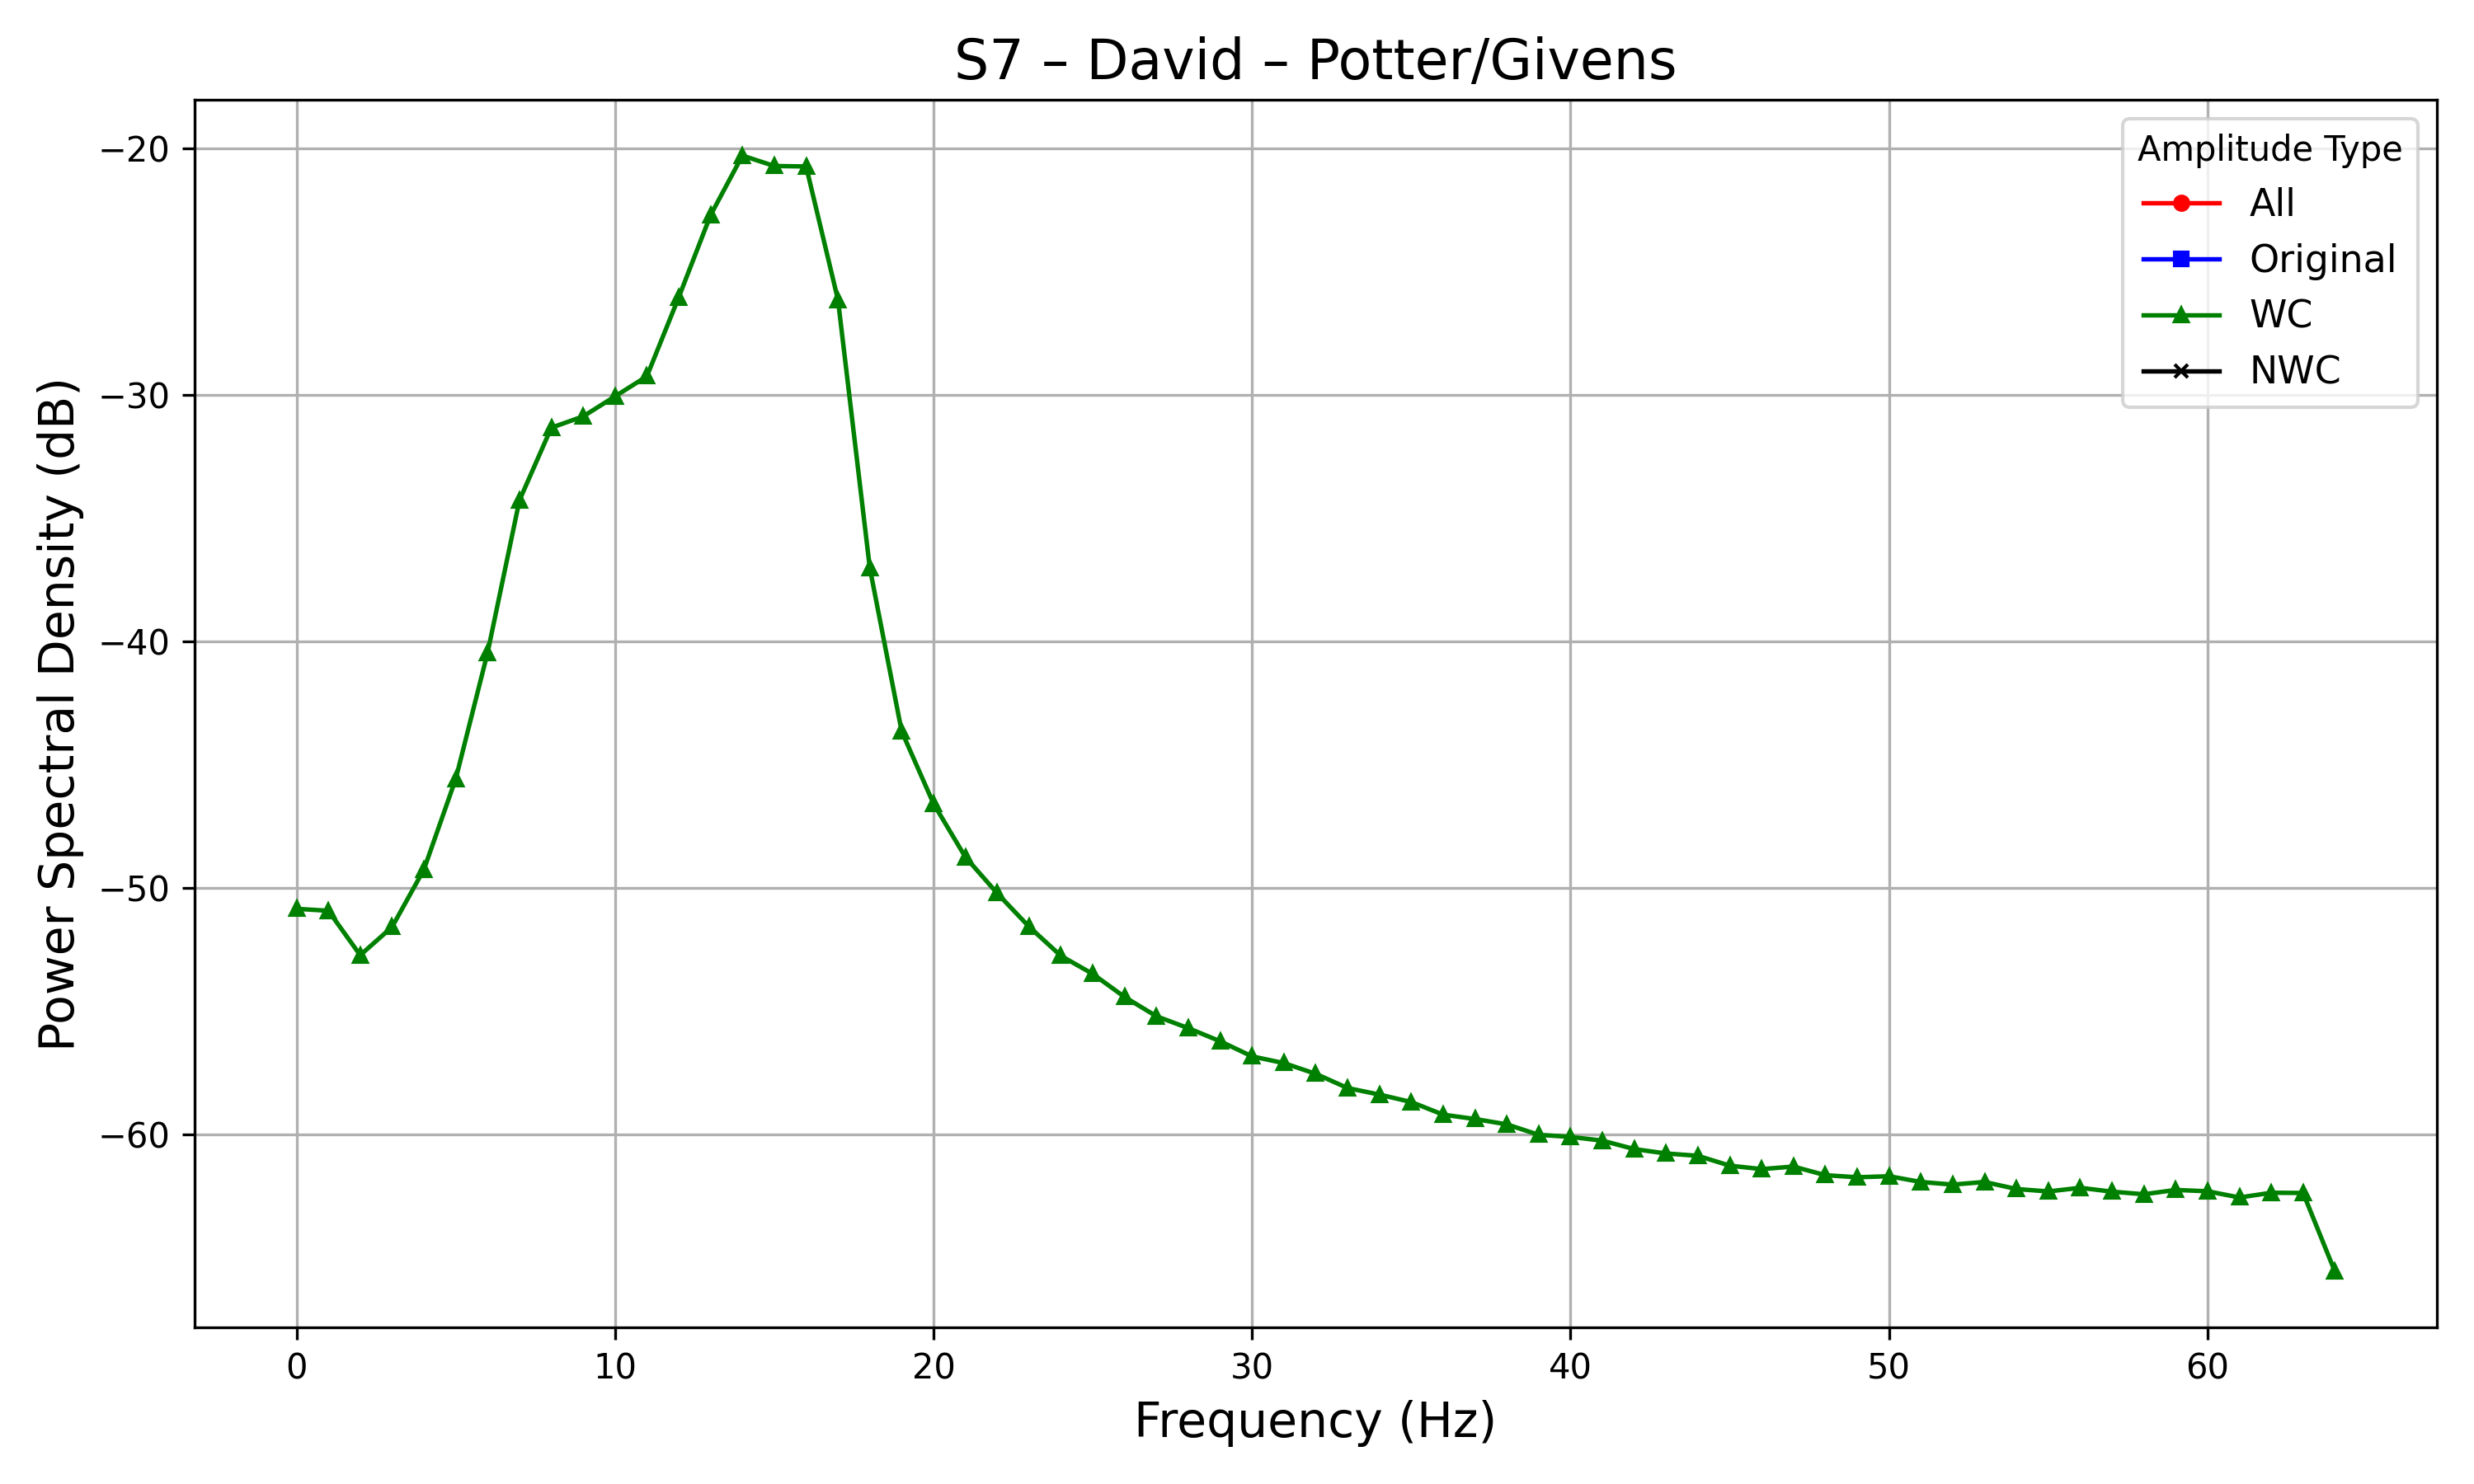 S7 – David – Potter/Givens
Amplitude Type
All
Original
WC
NWC
Power Spectral Density (dB)
−20
−30
−40
−50
−60
0 10 20 30 40 50 60
Frequency (Hz)